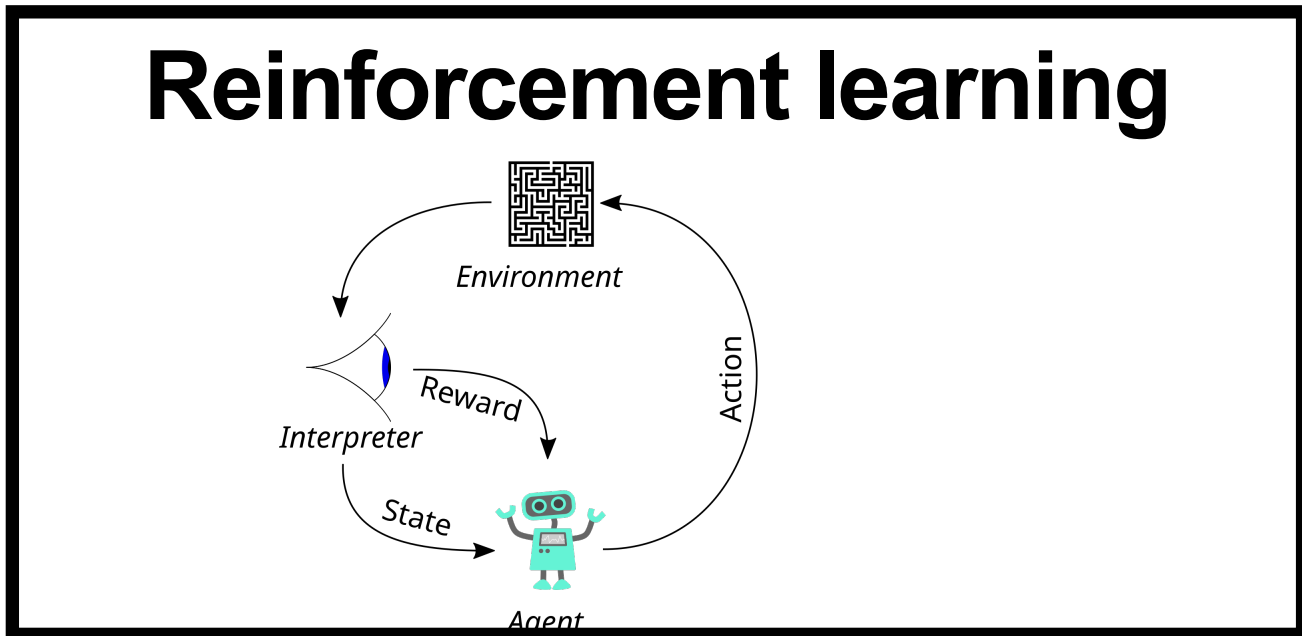 Reinforcement learning
Environment
Reward
Action
Interpreter
State
Agent